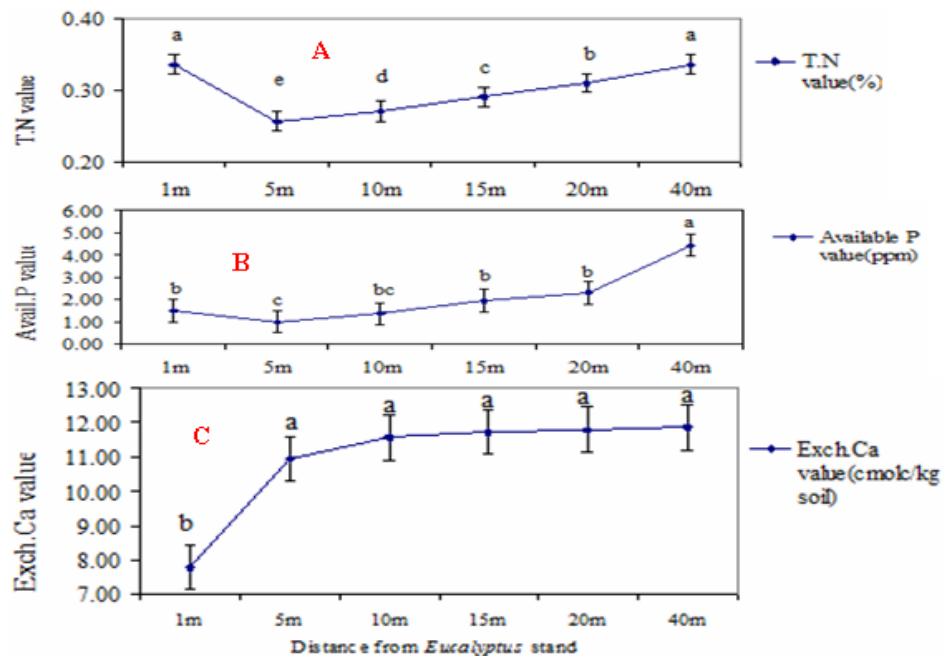 0.40
0.30
0.20
T.N value
A
a
e
d
c
b
a
T.N
value(%)
1m 5m 10m 15m 20m 40m
6.00
5.00
4.00
3.00
2.00
1.00
0.00
Avail.P value
B
b
c
bc
b
b
a
Available P
value(ppm)
1m 5m 10m 15m 20m 40m
13.00
12.00
11.00
10.00
9.00
8.00
7.00
Exch.Ca value
C
b
a
a
a
a
a
Exch.Ca
value(cmolc/kg
soil)
1m 5m 10m 15m 20m 40m
Distance from Eucalyptus stand